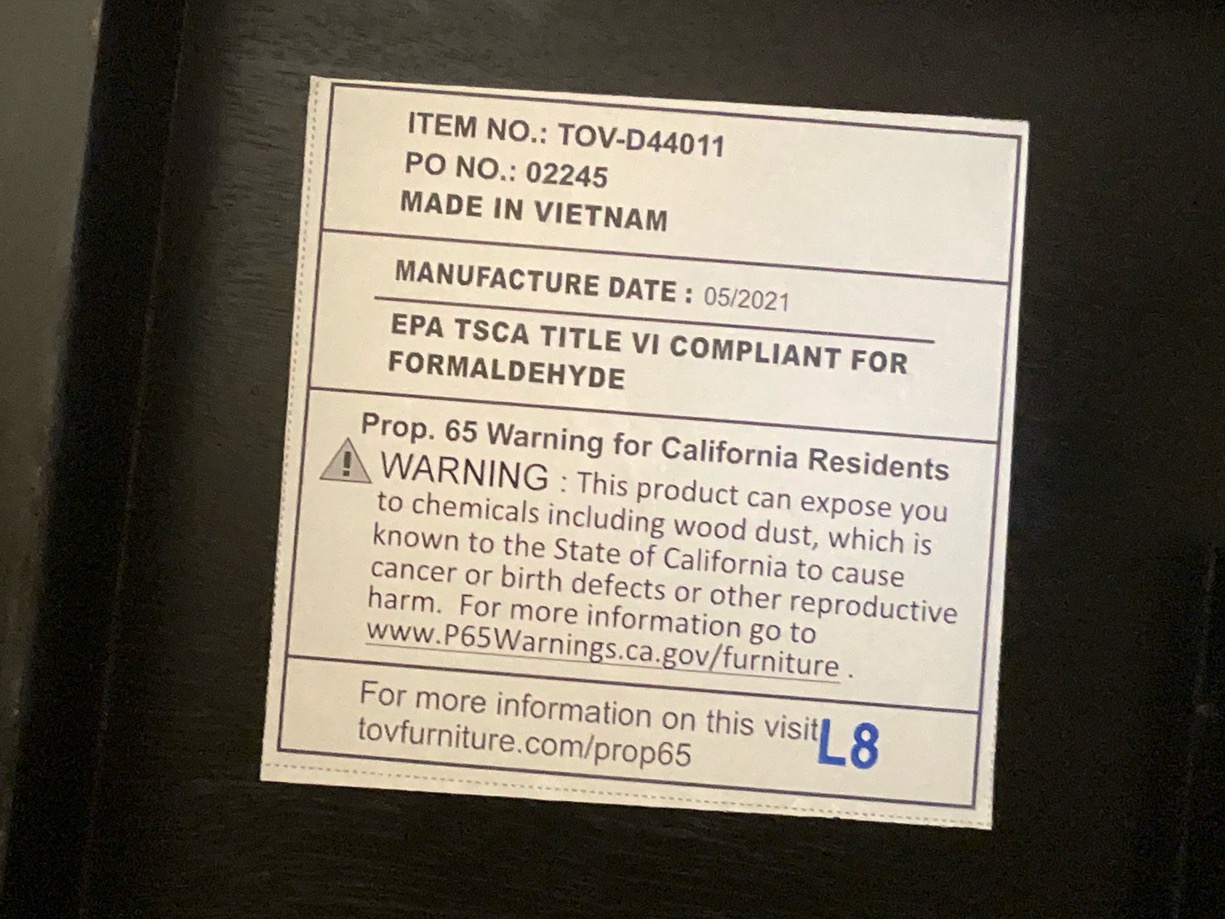 ITEM NO.: TOV-D44011
PO NO.: 02245
MADE IN VIETNAM
MANUFACTURE DATE : 05/2021
EPA TSCA TITLE VI COMPLIANT FOR
FORMALDEHYDE
Prop. 65 Warning for California Residents
WARNING : This product can expose you
to chemicals including wood dust, which is
known to the State of California to cause
cancer or birth defects or other reproductive
harm. For more information go to
www.P65Warnings.ca.gov/furniture .
For more information on this visit
tovfurniture.com/prop65
L8